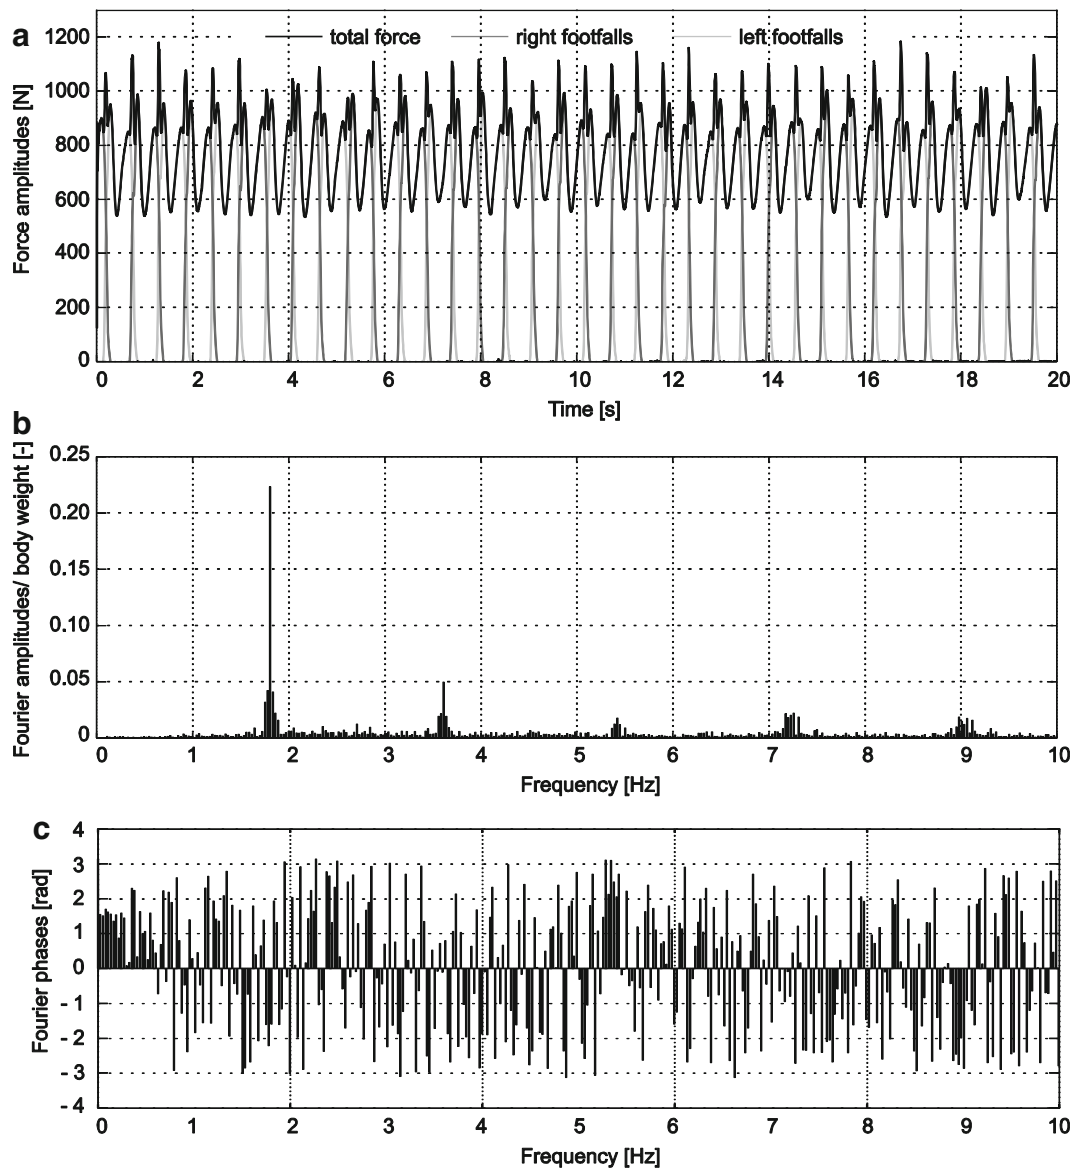 a
total force right footfalls left footfalls
1200
1000
800
600
400
200
0
Force amplitudes [N]
0 2 4 6 8 10 12 14 16 18 20
Time [s]
b
0.25
0.20
0.15
0.10
0.05
0
Fourier amplitudes/ body weight [-]
0 1 2 3 4 5 6 7 8 9 10
Frequency [Hz]
c
4
3
2
1
0
- 1
- 2
- 3
- 4
Fourier phases [rad]
0 1 2 3 4 5 6 7 8 9 10
Frequency [Hz]